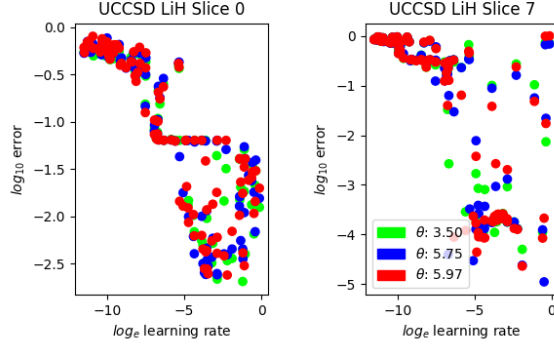 UCCSD LiH Slice 0
UCCSD LiH Slice 7
0.0
−0.5
−1.0
−1.5
−2.0
−2.5
log10 error
−10
−5
0
loge learning rate
0
−1
−2
−3
−4
−5
log10 error
θ: 3.50
θ: 5.75
θ: 5.97
−10
−5
0
loge learning rate